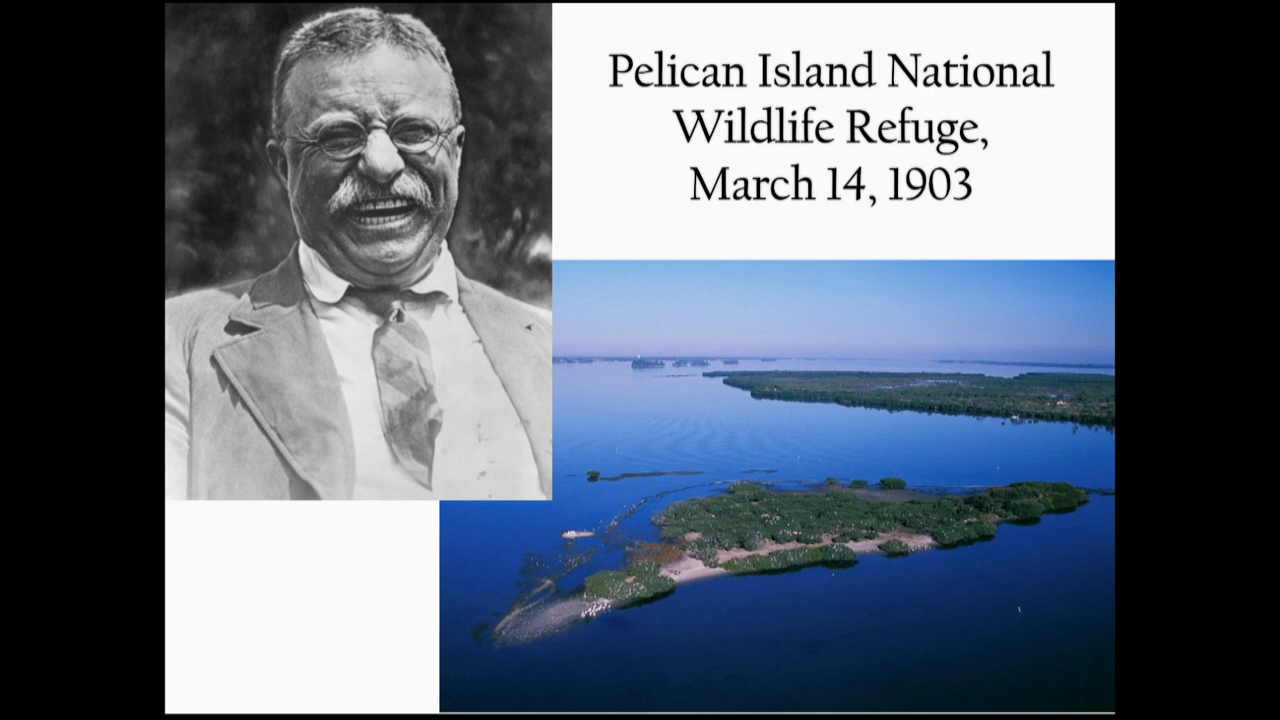 Pelican Island National
Wildlife Refuge,
March 14, 1903